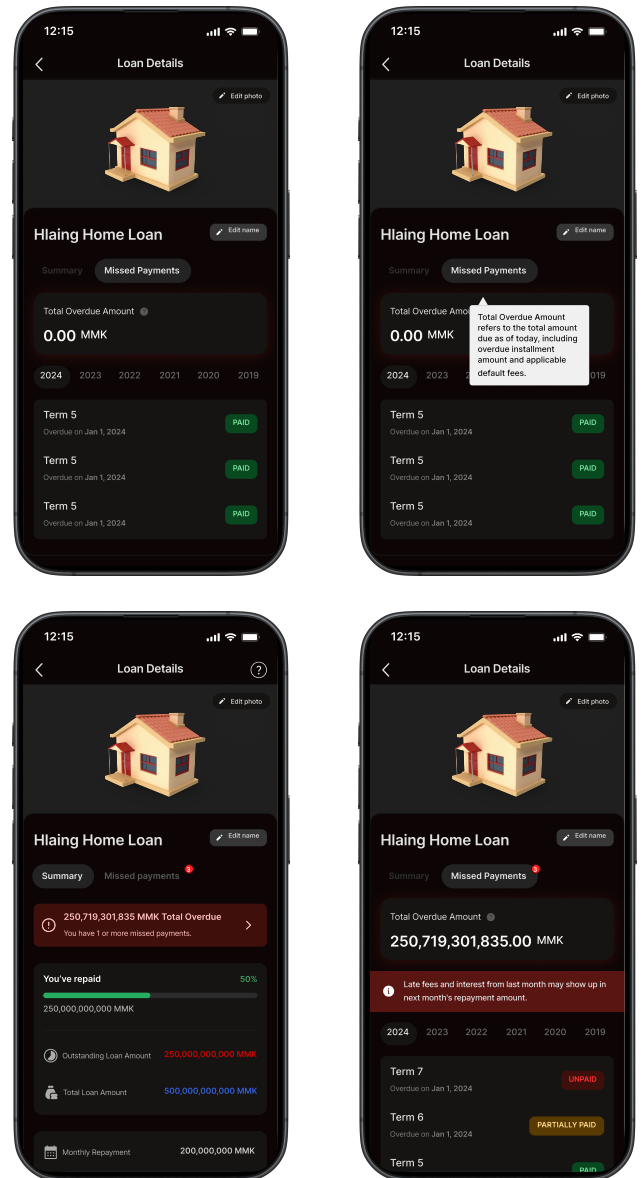 12:15
Loan Details
Edit photo
Hlaing Home Loan
Edit name
Summary
Missed Payments
Total Overdue Amount ?
0.00 MMK
2024 2023 2022 2021 2020 2019
Term 5
PAID
Overdue on Jan 1, 2024
Term 5
PAID
Overdue on Jan 1, 2024
Term 5
PAID
Overdue on Jan 1, 2024
12:15
Loan Details
Edit photo
Hlaing Home Loan
Edit name
Summary
Missed Payments
Total Overdue Amou
0.00 MMK
Total Overdue Amount
refers to the total amount
due as of today, including
overdue installment
amount and applicable
default fees.
2024 2023 019
Term 5
PAID
Overdue on Jan 1, 2024
Term 5
PAID
Overdue on Jan 1, 2024
Term 5
PAID
Overdue on Jan 1, 2024
12:15
Loan Details ?
Edit photo
Hlaing Home Loan
Edit name
Summary
Missed payments 3
250,719,301,835 MMK Total Overdue
You have 1 or more missed payments.
You've repaid 50%
250,000,000,000 MMK
Outstanding Loan Amount 250,000,000,000 MMK
Total Loan Amount 500,000,000,000 MMK
Monthly Repayment 200,000,000 MMK
12:15
Loan Details
Edit photo
Hlaing Home Loan
Edit name
Summary
Missed Payments 3
Total Overdue Amount ?
250,719,301,835.00 MMK
Late fees and interest from last month may show up in
next month's repayment amount.
2024 2023 2022 2021 2020 2019
Term 7
UNPAID
Overdue on Jan 1, 2024
Term 6
PARTIALLY PAID
Overdue on Jan 1, 2024
Term 5
PAID